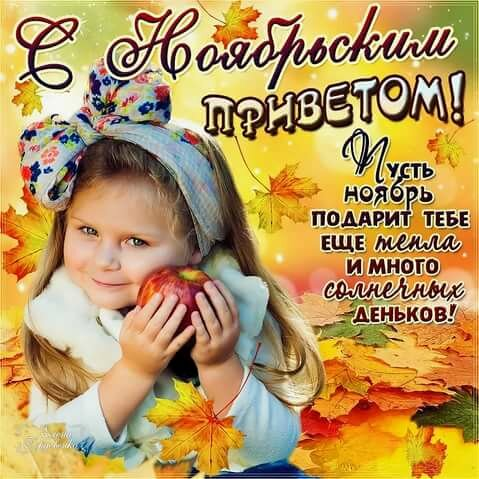 С Ноябрьским
ПРИВЕТОМ!
Пусть
НОЯБРЬ
ПОДАРИТ ТЕБЕ
ЕЩЕ тепла
И МНОГО
солнечных
ДЕНЬКОВ!